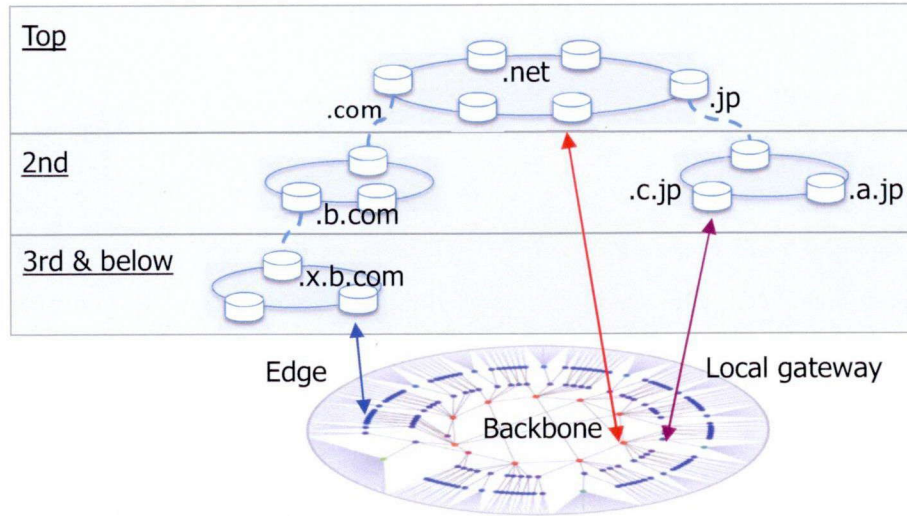 Top
.net
.com
.jp
2nd
.c.jp
.a.jp
.b.com
3rd & below
.x.b.com
Edge
Local gateway
Backbone